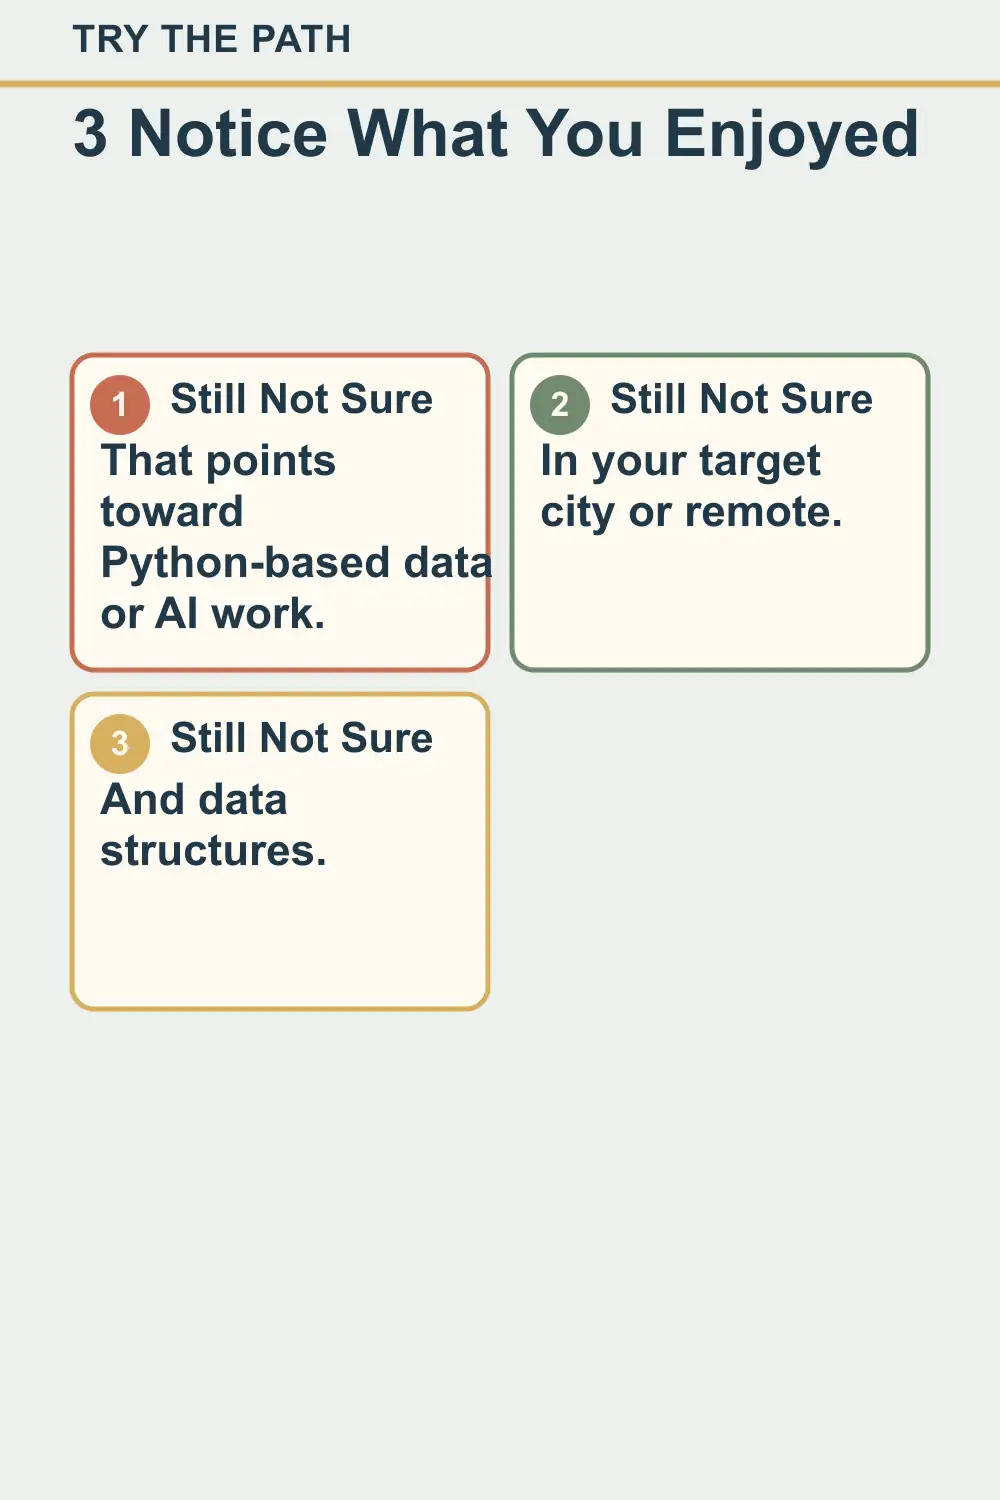 TRY THE PATH
3 Notice What You Enjoyed
1 Still Not Sure
That points
toward
Python-based data
or AI work.
2 Still Not Sure
In your target
city or remote.
3 Still Not Sure
And data
structures.